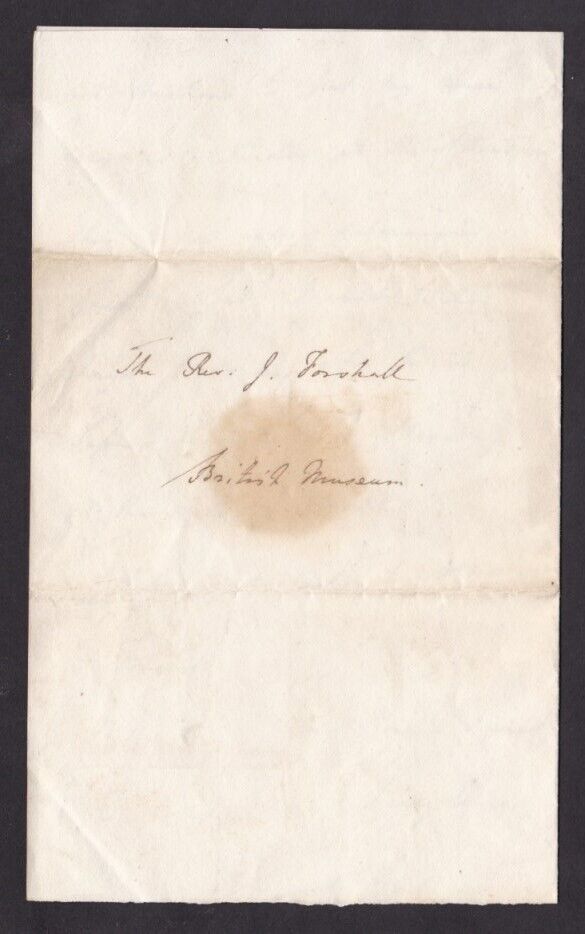 The Rev. J. Forshall
British Museum.